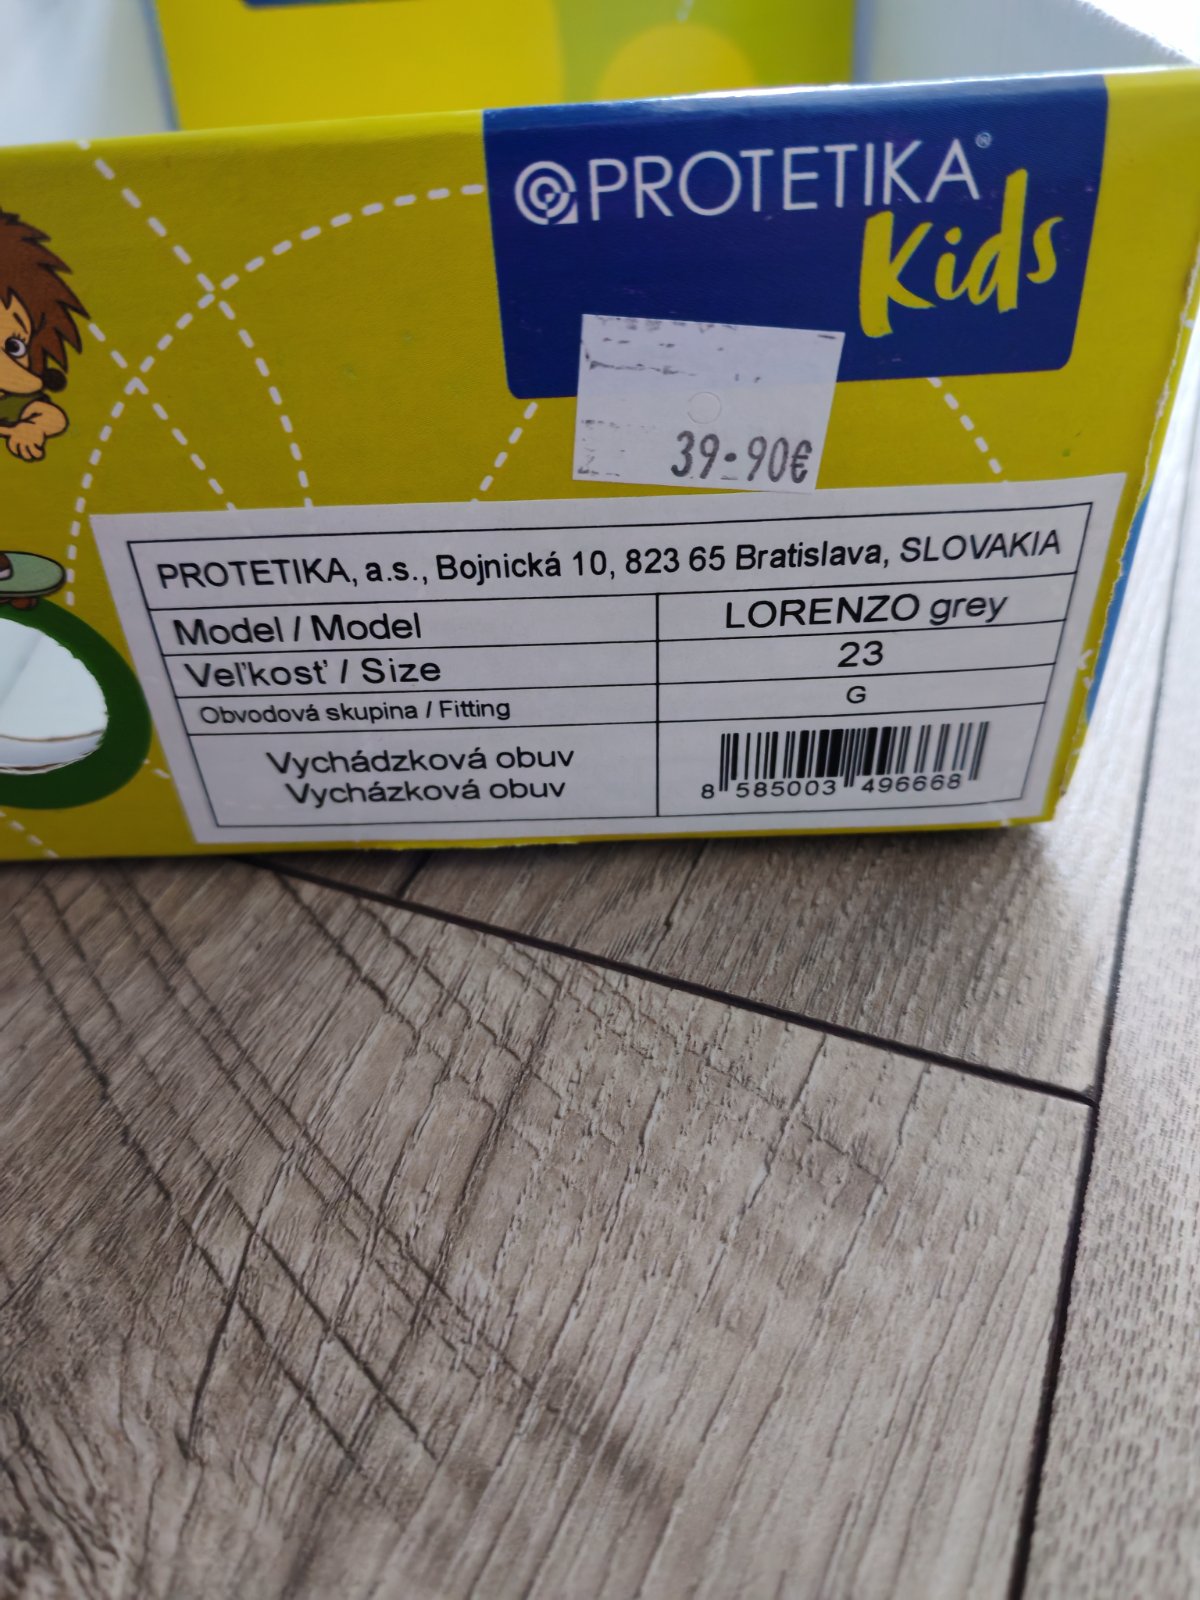 PROTETIKA®
Kids
39.90€
PROTETIKA, a.s., Bojnická 10, 823 65 Bratislava, SLOVAKIA
Model / Model LORENZO grey
Veľkosť / Size 23
Obvodová skupina / Fitting G
Vychádzková obuv
Vycházková obuv
8 585003 496668